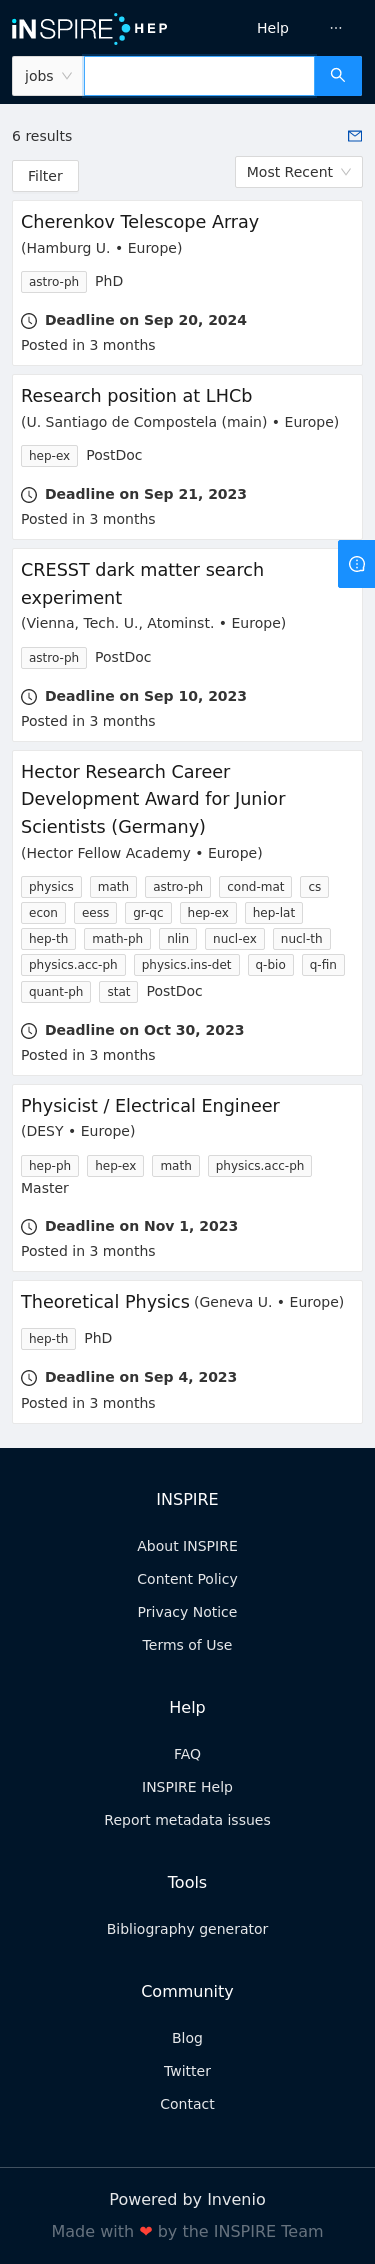 iNSPIRE HEP
Help ···
jobs
6 results
Filter
Most Recent
Cherenkov Telescope Array
(Hamburg U. • Europe)
astro-ph PhD
Deadline on Sep 20, 2024
Posted in 3 months
Research position at LHCb
(U. Santiago de Compostela (main) • Europe)
hep-ex PostDoc
Deadline on Sep 21, 2023
Posted in 3 months
CRESST dark matter search
experiment
(Vienna, Tech. U., Atominst. • Europe)
astro-ph PostDoc
Deadline on Sep 10, 2023
Posted in 3 months
Hector Research Career
Development Award for Junior
Scientists (Germany)
(Hector Fellow Academy • Europe)
physics math astro-ph cond-mat cs
econ eess gr-qc hep-ex hep-lat
hep-th math-ph nlin nucl-ex nucl-th
physics.acc-ph physics.ins-det q-bio q-fin
quant-ph stat PostDoc
Deadline on Oct 30, 2023
Posted in 3 months
Physicist / Electrical Engineer
(DESY • Europe)
hep-ph hep-ex math physics.acc-ph
Master
Deadline on Nov 1, 2023
Posted in 3 months
Theoretical Physics (Geneva U. • Europe)
hep-th PhD
Deadline on Sep 4, 2023
Posted in 3 months
INSPIRE
About INSPIRE
Content Policy
Privacy Notice
Terms of Use
Help
FAQ
INSPIRE Help
Report metadata issues
Tools
Bibliography generator
Community
Blog
Twitter
Contact
Powered by Invenio
Made with ❤ by the INSPIRE Team